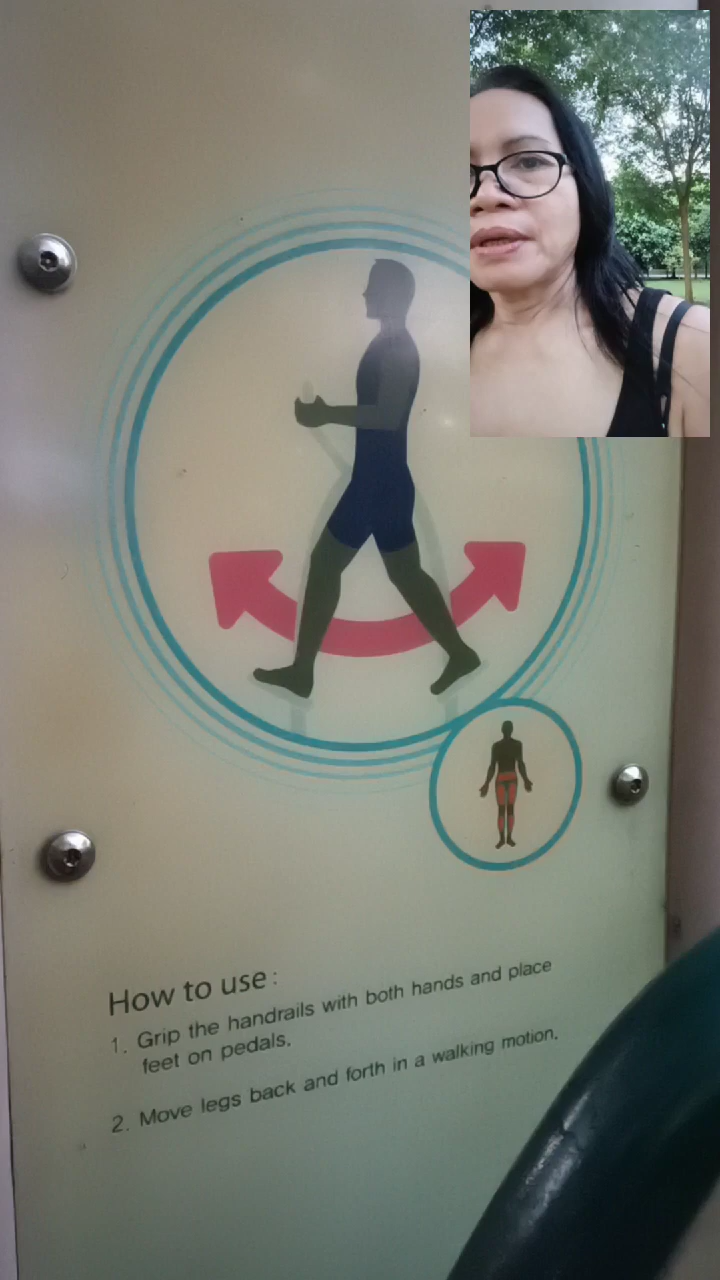 How to use :
1. Grip the handrails with both hands and place
feet on pedals.
2. Move legs back and forth in a walking motion.